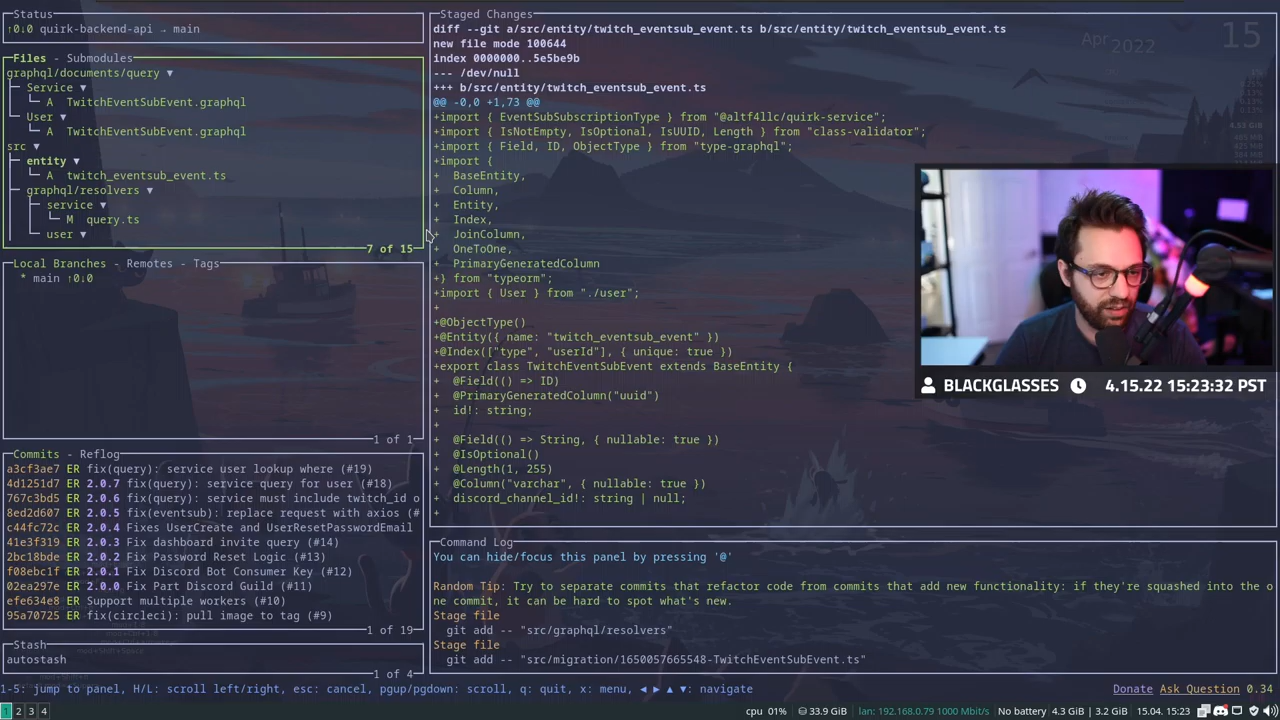 Status
↑0↓0 quirk-backend-api → main
Files - Submodules
graphql/documents/query ▼
Service ▼
A TwitchEventSubEvent.graphql
User ▼
A TwitchEventSubEvent.graphql
src ▼
entity ▼
A twitch_eventsub_event.ts
graphql/resolvers ▼
service ▼
M query.ts
user ▼
7 of 15
Local Branches - Remotes - Tags
* main ↑0↓0
1 of 1
Commits - Reflog
a3cf3ae7 ER fix(query): service user lookup where (#19)
4d1251d7 ER 2.0.7 fix(query): service query for user (#18)
767c3bd5 ER 2.0.6 fix(query): service must include twitch_id o
8ed2d607 ER 2.0.5 fix(eventsub): replace request with axios (#
c44fc72c ER 2.0.4 Fixes UserCreate and UserResetPasswordEmail
41e3f319 ER 2.0.3 Fix dashboard invite query (#14)
2bc18bde ER 2.0.2 Fix Password Reset Logic (#13)
f08ebc1f ER 2.0.1 Fix Discord Bot Consumer Key (#12)
02ea297e ER 2.0.0 Fix Part Discord Guild (#11)
efe634e8 ER Support multiple workers (#10)
95a70725 ER fix(circleci): pull image to tag (#9)
1 of 19
Stash
autostash
1 of 4
Staged Changes
diff --git a/src/entity/twitch_eventsub_event.ts b/src/entity/twitch_eventsub_event.ts
new file mode 100644
index 0000000..5e5be9b
--- /dev/null
+++ b/src/entity/twitch_eventsub_event.ts
@@ -0,0 +1,73 @@
+import { EventSubSubscriptionType } from "@altf4llc/quirk-service";
+import { IsNotEmpty, IsOptional, IsUUID, Length } from "class-validator";
+import { Field, ID, ObjectType } from "type-graphql";
+import {
+  BaseEntity,
+  Column,
+  Entity,
+  Index,
+  JoinColumn,
+  OneToOne,
+  PrimaryGeneratedColumn
+} from "typeorm";
+import { User } from "./user";
+
+@ObjectType()
+@Entity({ name: "twitch_eventsub_event" })
+@Index(["type", "userId"], { unique: true })
+export class TwitchEventSubEvent extends BaseEntity {
+  @Field(() => ID)
+  @PrimaryGeneratedColumn("uuid")
+  id!: string;
+
+  @Field(() => String, { nullable: true })
+  @IsOptional()
+  @Length(1, 255)
+  @Column("varchar", { nullable: true })
+  discord_channel_id!: string | null;
+
Command Log
You can hide/focus this panel by pressing '@'
Random Tip: Try to separate commits that refactor code from commits that add new functionality: if they're squashed into the o
ne commit, it can be hard to spot what's new.
Stage file
git add -- "src/graphql/resolvers"
Stage file
git add -- "src/migration/1650057665548-TwitchEventSubEvent.ts"
Apr 2022 15
BLACKGLASSES 4.15.22 15:23:32 PST
1-5: jump to panel, H/L: scroll left/right, esc: cancel, pgup/pgdown: scroll, q: quit, x: menu, ◄ ► ▲ ▼: navigate
Donate Ask Question 0.34
1 2 3 4
cpu 01% 33.9 GiB lan: 192.168.0.79 1000 Mbit/s No battery 4.3 GiB | 3.2 GiB 15.04. 15:23